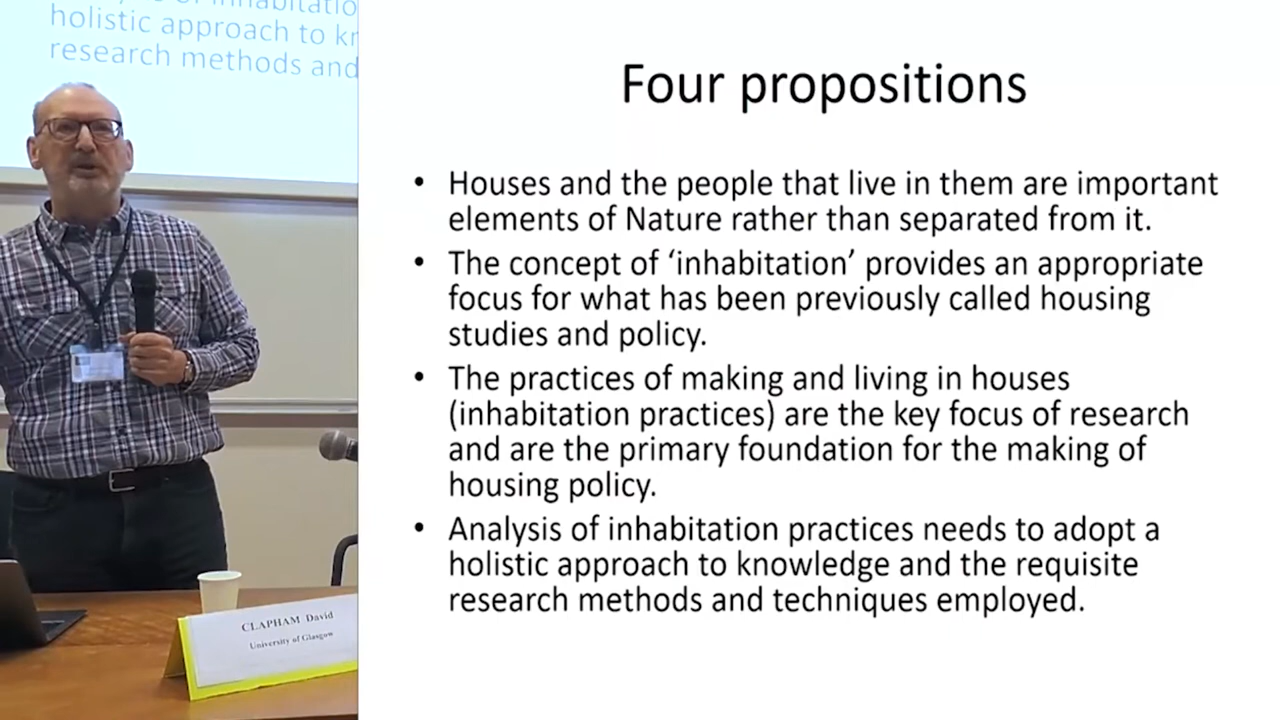 holistic approach to
research methods and
Four propositions
• Houses and the people that live in them are important
elements of Nature rather than separated from it.
• The concept of ‘inhabitation’ provides an appropriate
focus for what has been previously called housing
studies and policy.
• The practices of making and living in houses
(inhabitation practices) are the key focus of research
and are the primary foundation for the making of
housing policy.
• Analysis of inhabitation practices needs to adopt a
holistic approach to knowledge and the requisite
research methods and techniques employed.
CLAPHAM David
University of Glasgow